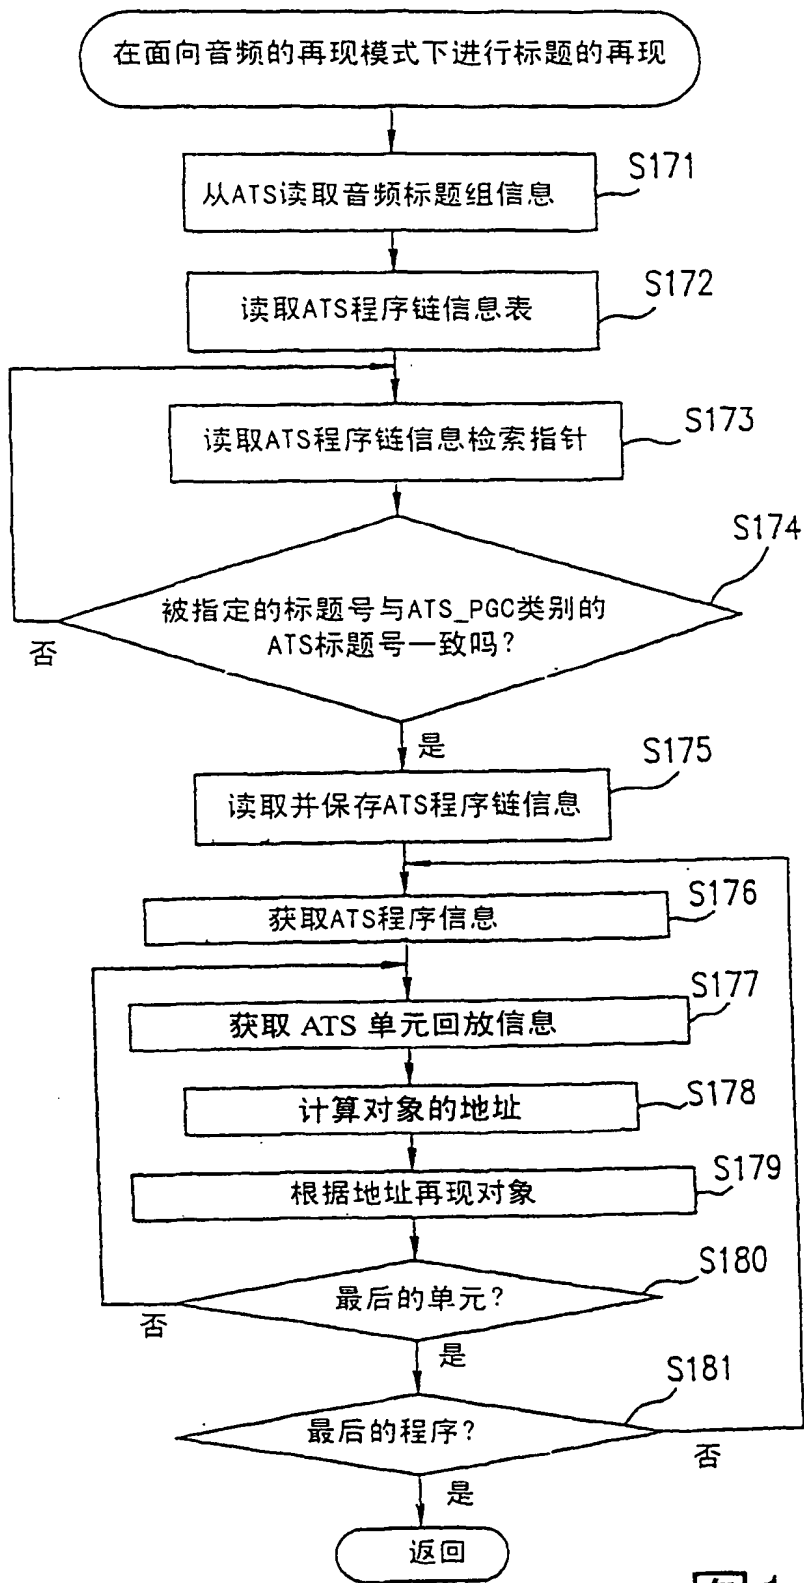 在面向音频的再现模式下进行标题的再现
S171
从ATS读取音频标题组信息
S172
读取ATS程序链信息表
S173
读取ATS程序链信息检索指针
S174
被指定的标题号与ATS_PGC类别的
ATS标题号一致吗?
否
是
S175
读取并保存ATS程序链信息
S176
获取ATS程序信息
S177
获取 ATS 单元回放信息
S178
计算对象的地址
S179
根据地址再现对象
S180
最后的单元?
否
是
S181
最后的程序?
否
是
返回